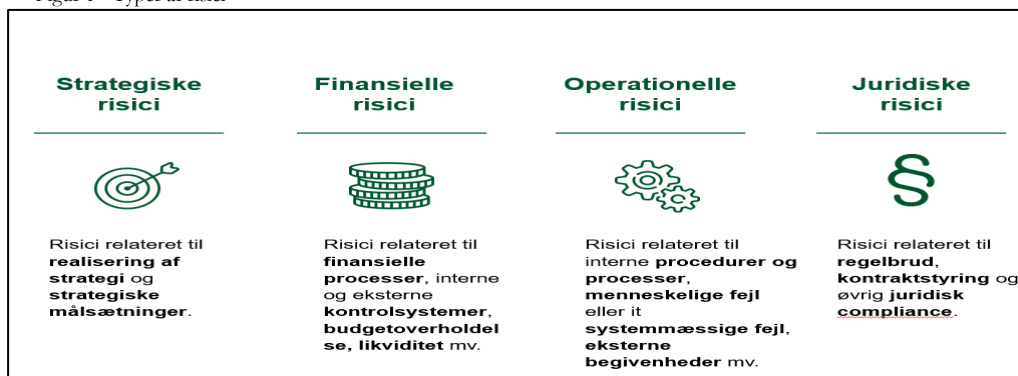 Strategiske
risici
Risici relateret til
realisering af
strategi og
strategiske
målsætninger.
Finansielle
risici
Risici relateret til
finansielle
processer, interne
og eksterne
kontrolsystemer,
budgetoverholdel
se, likviditet mv.
Operationelle
risici
Risici relateret til
interne procedurer og
processer,
menneskelige fejl
eller it
systemmæssige fejl,
eksterne
begivenheder mv.
Juridiske
risici
§
Risici relateret til
regelbrud,
kontraktstyring og
øvrig juridisk
compliance.